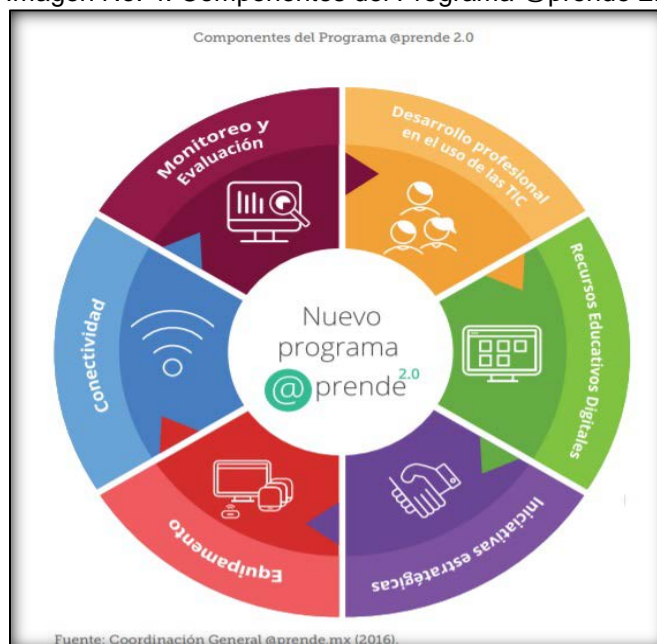 Imagen No. 4. Componentes del Programa @prende 2.
Componentes del Programa @prende 2.0
Monitoreo y
Evaluación
Desarrollo profesional
en el uso de las TIC
Recursos Educativos Digitales
Iniciativas estratégicas
Equipamento
Conectividad
Nuevo
programa
@prende 2.0
Fuente: Coordinación General @prende.mx (2016).